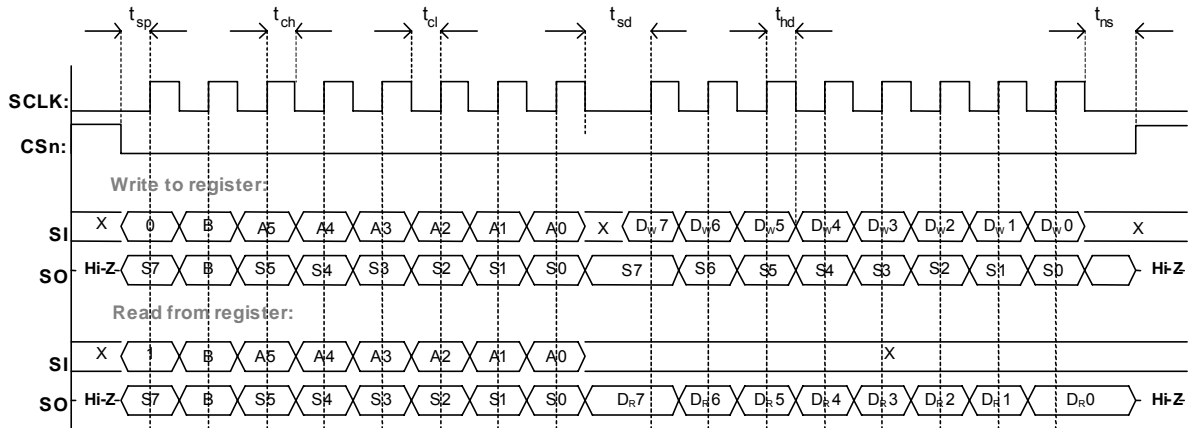 tsp tch tcl tsd thd tns
SCLK:
CSn:
Write to register:
X 0 B A5 A4 A3 A2 A1 A0 X DW7 DW6 DW5 DW4 DW3 DW2 DW1 DW0 X
SI
Hi-Z S7 B S5 S4 S3 S2 S1 S0 S7 S6 S5 S4 S3 S2 S1 S0 Hi-Z
SO
Read from register:
X 1 B A5 A4 A3 A2 A1 A0 X
SI
Hi-Z S7 B S5 S4 S3 S2 S1 S0 DR7 DR6 DR5 DR4 DR3 DR2 DR1 DR0 Hi-Z
SO